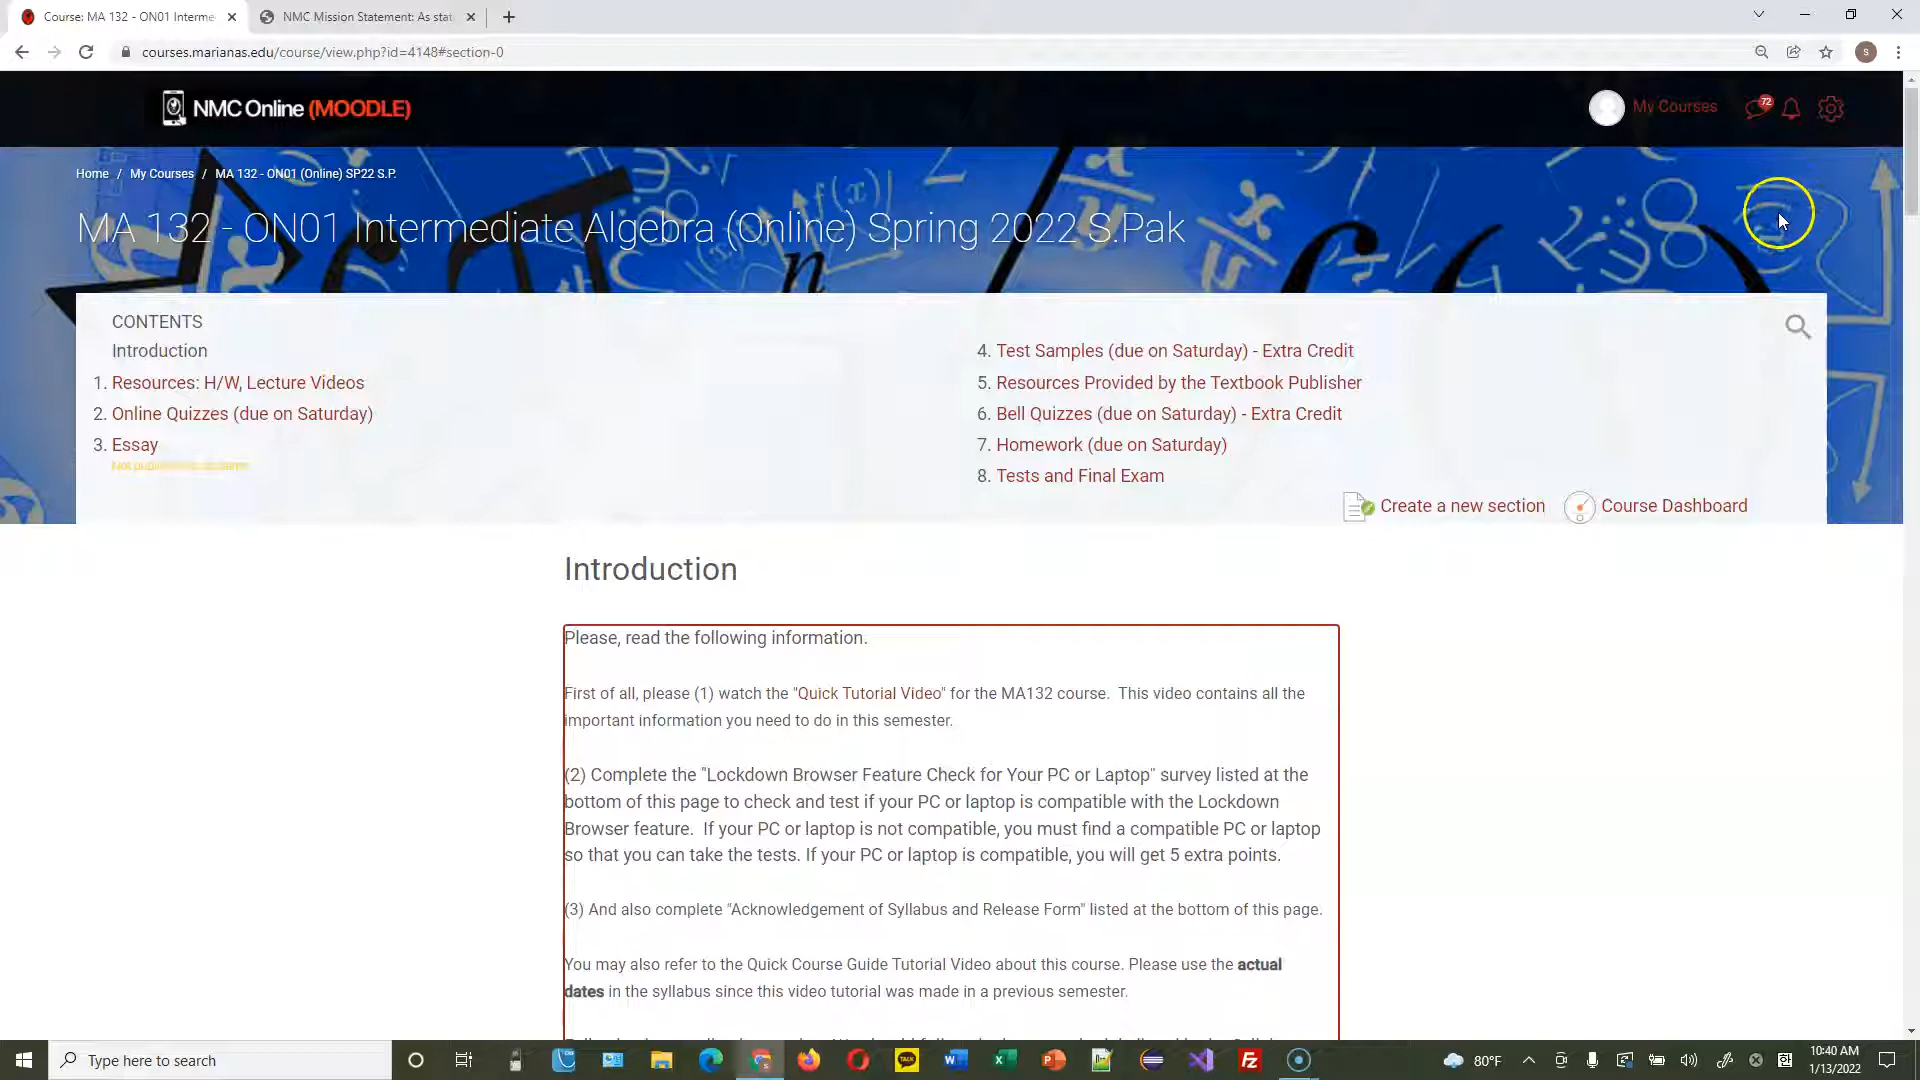 Course: MA 132 - ON01 Interme
NMC Mission Statement: As stat
courses.marianas.edu/course/view.php?id=4148#section-0
S
NMC Online (MOODLE)
My Courses
72
Home / My Courses / MA 132 - ON01 (Online) SP22 S.P.
MA 132 - ON01 Intermediate Algebra (Online) Spring 2022 S.Pak
CONTENTS
Introduction
1. Resources: H/W, Lecture Videos
2. Online Quizzes (due on Saturday)
3. Essay
Not published to students
4. Test Samples (due on Saturday) - Extra Credit
5. Resources Provided by the Textbook Publisher
6. Bell Quizzes (due on Saturday) - Extra Credit
7. Homework (due on Saturday)
8. Tests and Final Exam
Create a new section
Course Dashboard
Introduction
Please, read the following information.
First of all, please (1) watch the "Quick Tutorial Video" for the MA132 course. This video contains all the
important information you need to do in this semester.
(2) Complete the "Lockdown Browser Feature Check for Your PC or Laptop" survey listed at the
bottom of this page to check and test if your PC or laptop is compatible with the Lockdown
Browser feature. If your PC or laptop is not compatible, you must find a compatible PC or laptop
so that you can take the tests. If your PC or laptop is compatible, you will get 5 extra points.
(3) And also complete "Acknowledgement of Syllabus and Release Form" listed at the bottom of this page.
You may also refer to the Quick Course Guide Tutorial Video about this course. Please use the actual
dates in the syllabus since this video tutorial was made in a previous semester.
Type here to search
80°F
10:40 AM
1/13/2022